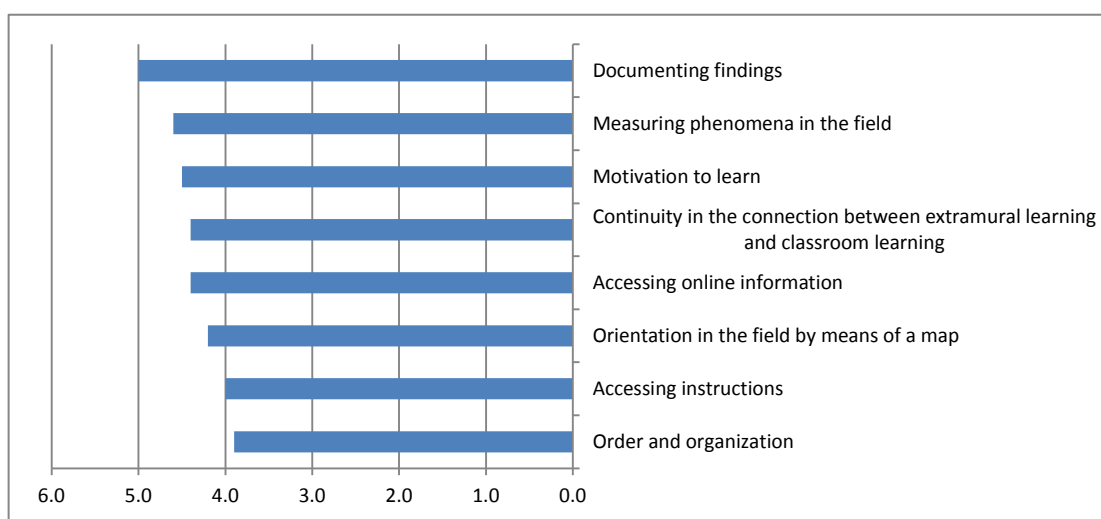 Documenting findings
Measuring phenomena in the field
Motivation to learn
Continuity in the connection between extramural learning
and classroom learning
Accessing online information
Orientation in the field by means of a map
Accessing instructions
Order and organization
6.0 5.0 4.0 3.0 2.0 1.0 0.0